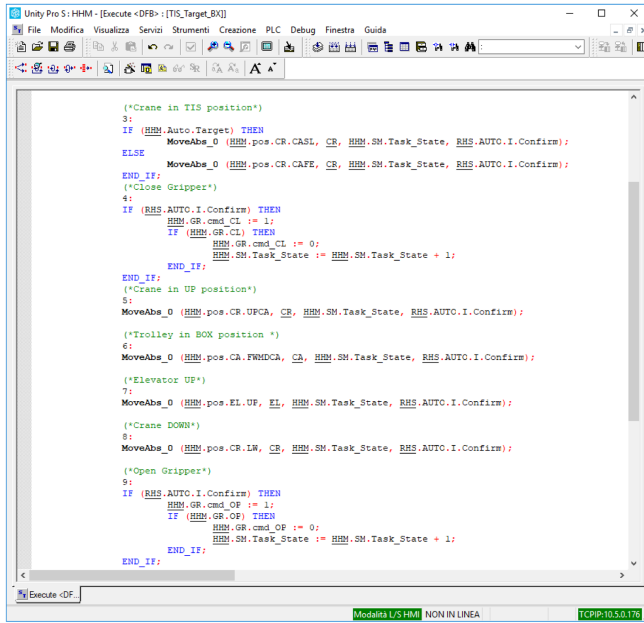 Unity Pro S : HHM - [Execute <DFB> : [TIS_Target_BX]]
File Modifica Visualizza Servizi Strumenti Creazione PLC Debug Finestra Guida
(*Crane in TIS position*)
3:
IF (HHM.Auto.Target) THEN
MoveAbs_0 (HHM.pos.CR.CASL, CR, HHM.SM.Task_State, RHS.AUTO.I.Confirm);
ELSE
MoveAbs_0 (HHM.pos.CR.CAFE, CR, HHM.SM.Task_State, RHS.AUTO.I.Confirm);
END_IF;
(*Close Gripper*)
4:
IF (RHS.AUTO.I.Confirm) THEN
HHM.GR.cmd_CL := 1;
IF (HHM.GR.CL) THEN
HHM.GR.cmd_CL := 0;
HHM.SM.Task_State := HHM.SM.Task_State + 1;
END_IF;
END_IF;
(*Crane in UP position*)
5:
MoveAbs_0 (HHM.pos.CR.UPCA, CR, HHM.SM.Task_State, RHS.AUTO.I.Confirm);
(*Trolley in BOX position *)
6:
MoveAbs_0 (HHM.pos.CA.FWMDCA, CA, HHM.SM.Task_State, RHS.AUTO.I.Confirm);
(*Elevator UP*)
7:
MoveAbs_0 (HHM.pos.EL.UP, EL, HHM.SM.Task_State, RHS.AUTO.I.Confirm);
(*Crane DOWN*)
8:
MoveAbs_0 (HHM.pos.CR.LW, CR, HHM.SM.Task_State, RHS.AUTO.I.Confirm);
(*Open Gripper*)
9:
IF (RHS.AUTO.I.Confirm) THEN
HHM.GR.cmd_OP := 1;
IF (HHM.GR.OP) THEN
HHM.GR.cmd_OP := 0;
HHM.SM.Task_State := HHM.SM.Task_State + 1;
END_IF;
END_IF;
Execute <DF...
Modalità L/S HMI NON IN LINEA TCPIP:10.5.0.176